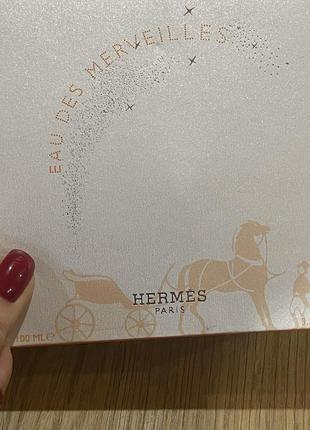 EAU DES MERVEILLES
HERMÈS
PARIS
100 ML℮